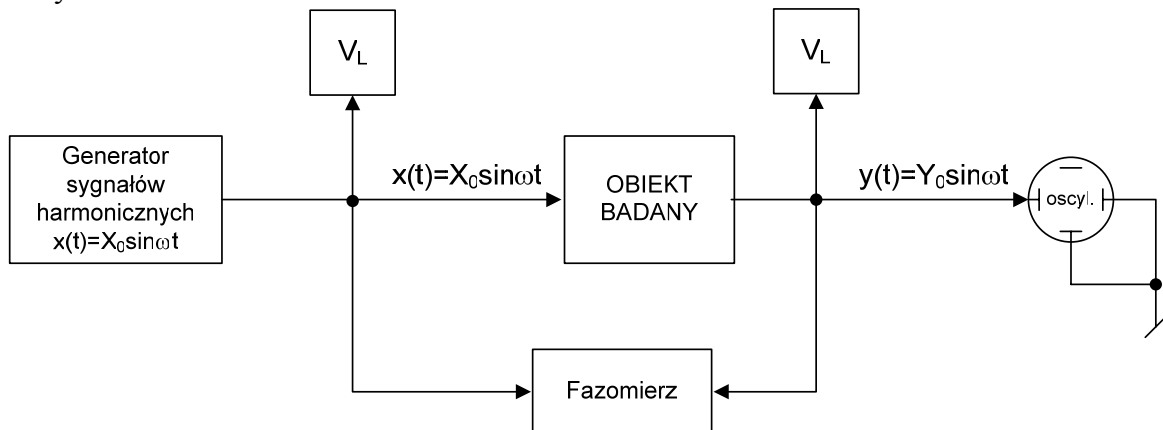 V_L
V_L
Generator
sygnałów
harmonicznych
x(t)=X₀sinωt
x(t)=X₀sinωt
OBIEKT
BADANY
y(t)=Y₀sinωt
oscyl.
Fazomierz